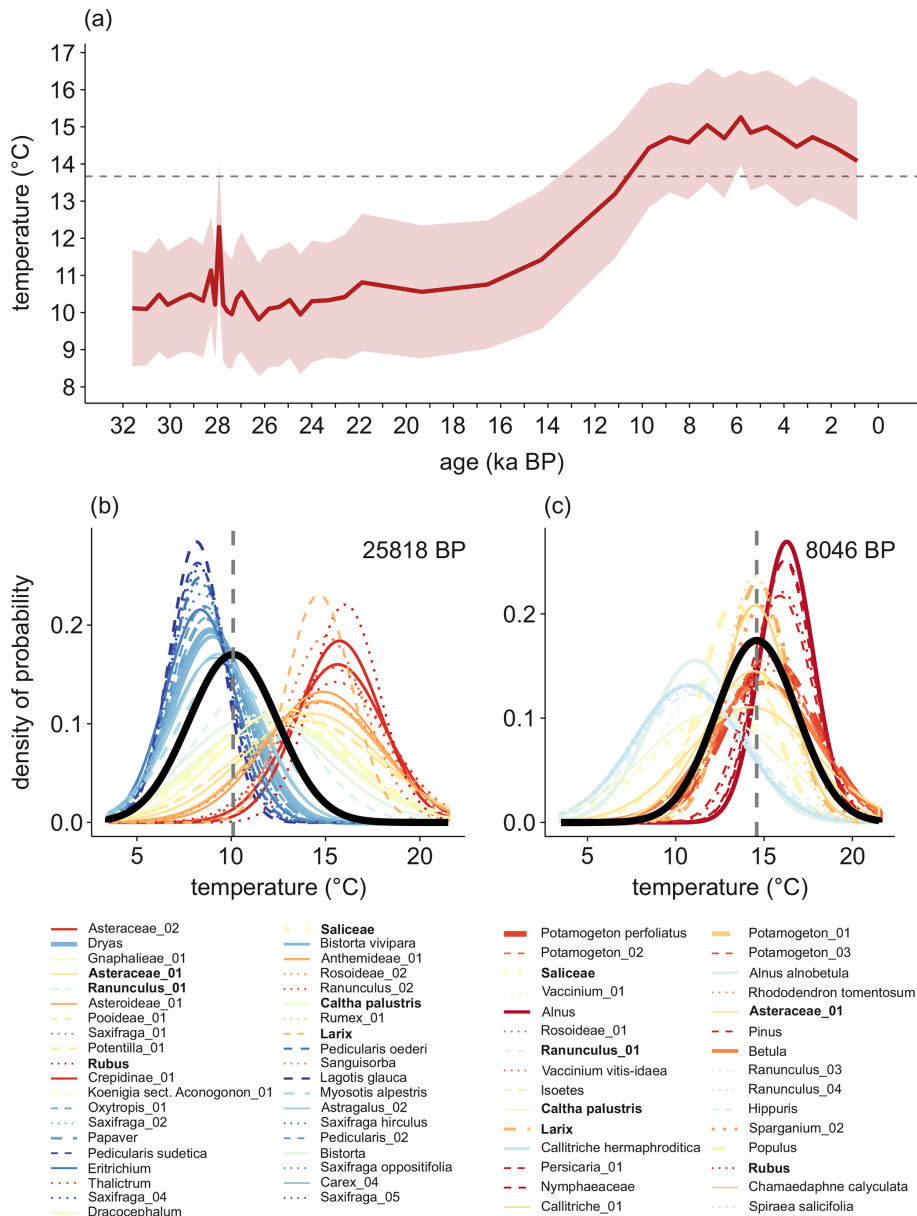 (a)
17
16
15
14
13
12
11
10
9
8
temperature (°C)
32 30 28 26 24 22 20 18 16 14 12 10 8 6 4 2 0
age (ka BP)
(b)
25818 BP
0.2
0.1
0.0
density of probability
5 10 15 20
temperature (°C)
(c)
8046 BP
0.2
0.1
0.0
5 10 15 20
temperature (°C)
Asteraceae_02
Dryas
Gnaphalieae_01
Asteraceae_01
Ranunculus_01
Asteroideae_01
Pooideae_01
Saxifraga_01
Potentilla_01
Rubus
Crepidinae_01
Koenigia sect. Aconogonon_01
Oxytropis_01
Saxifraga_02
Papaver
Pedicularis sudetica
Eritrichium
Thalictrum
Saxifraga_04
Dracocephalum
Saliceae
Bistorta vivipara
Anthemideae_01
Rosoideae_02
Ranunculus_02
Caltha palustris
Rumex_01
Larix
Pedicularis oederi
Sanguisorba
Lagotis glauca
Myosotis alpestris
Astragalus_02
Saxifraga hirculus
Pedicularis_02
Bistorta
Saxifraga oppositifolia
Carex_04
Saxifraga_05
Potamogeton perfoliatus
Potamogeton_02
Saliceae
Vaccinium_01
Alnus
Rosoideae_01
Ranunculus_01
Vaccinium vitis-idaea
Isoetes
Caltha palustris
Larix
Callitriche hermaphroditica
Persicaria_01
Nymphaeaceae
Callitriche_01
Potamogeton_01
Potamogeton_03
Alnus alnobetula
Rhododendron tomentosum
Asteraceae_01
Pinus
Betula
Ranunculus_03
Ranunculus_04
Hippuris
Sparganium_02
Populus
Rubus
Chamaedaphne calyculata
Spiraea salicifolia